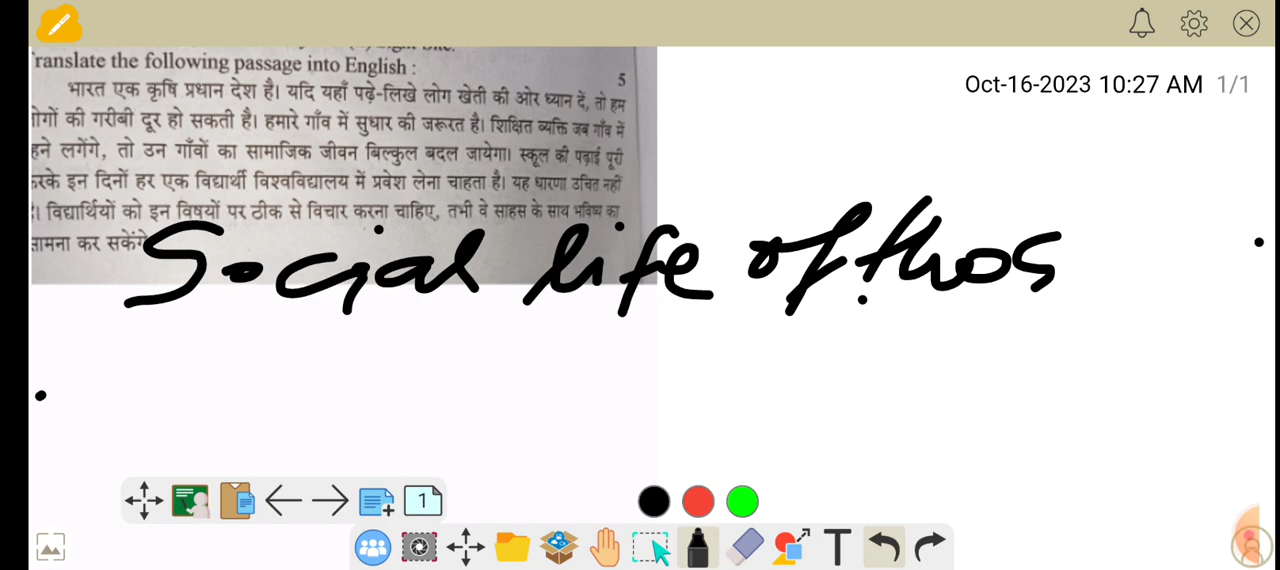 Translate the following passage into English :
5
Oct-16-2023 10:27 AM 1/1
भारत एक कृषि प्रधान देश है। यदि यहाँ पढ़े-लिखे लोग खेती की ओर ध्यान दें, तो हम
लोगों की गरीबी दूर हो सकती है। हमारे गाँव में सुधार की जरूरत है। शिक्षित व्यक्ति जब गाँव में
रहने लगेंगे, तो उन गाँवों का सामाजिक जीवन बिल्कुल बदल जायेगा। स्कूल की पढ़ाई पूरी
करके इन दिनों हर एक विद्यार्थी विश्वविद्यालय में प्रवेश लेना चाहता है। यह धारणा उचित नहीं
है। विद्यार्थियों को इन विषयों पर ठीक से विचार करना चाहिए, तभी वे साहस के साथ भविष्य का
सामना कर सकेंगे
Social life of thos
1
T